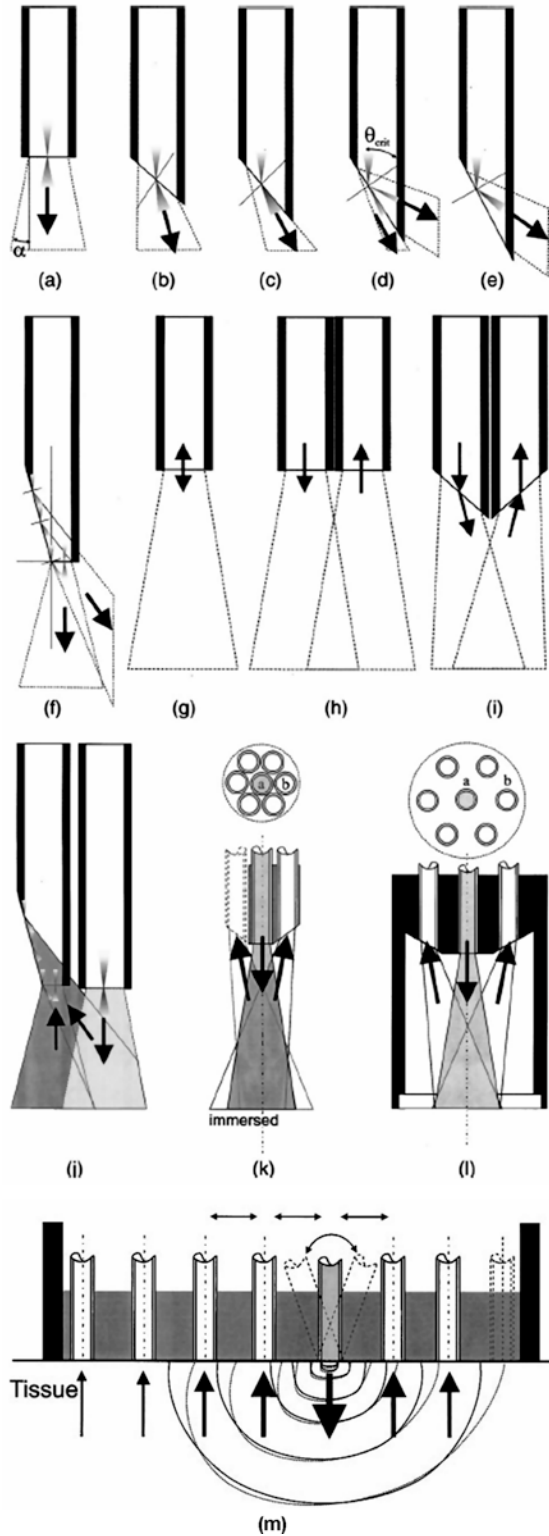 θcrit
α
(a) (b) (c) (d) (e)
(f) (g) (h) (i)
a b a b
immersed
(j) (k) (l)
Tissue
(m)